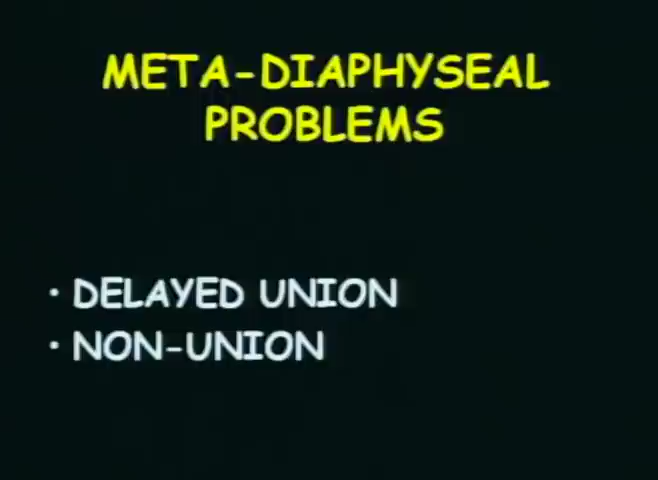 META-DIAPHYSEAL
PROBLEMS
• DELAYED UNION
• NON-UNION